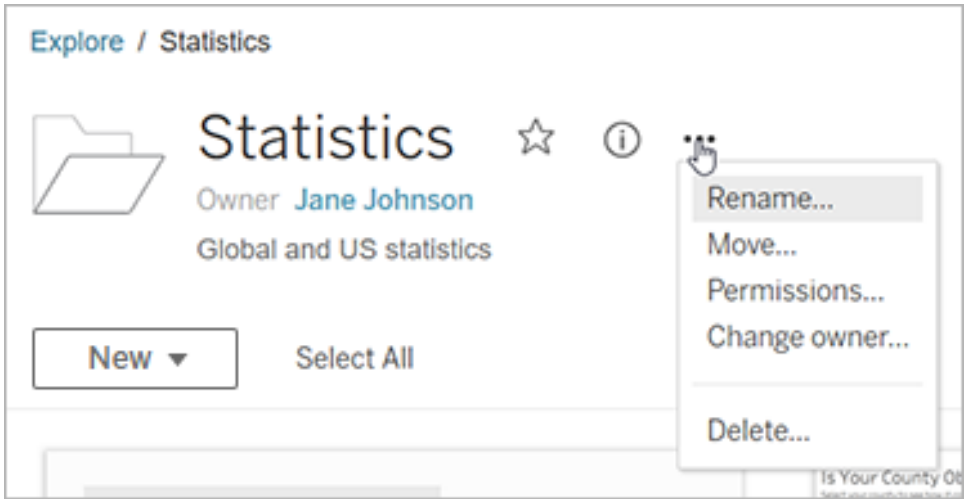 Explore / Statistics
Statistics
Owner Jane Johnson
Global and US statistics
Rename...
Move...
Permissions...
Change owner...
Delete...
New
Select All
Is Your County